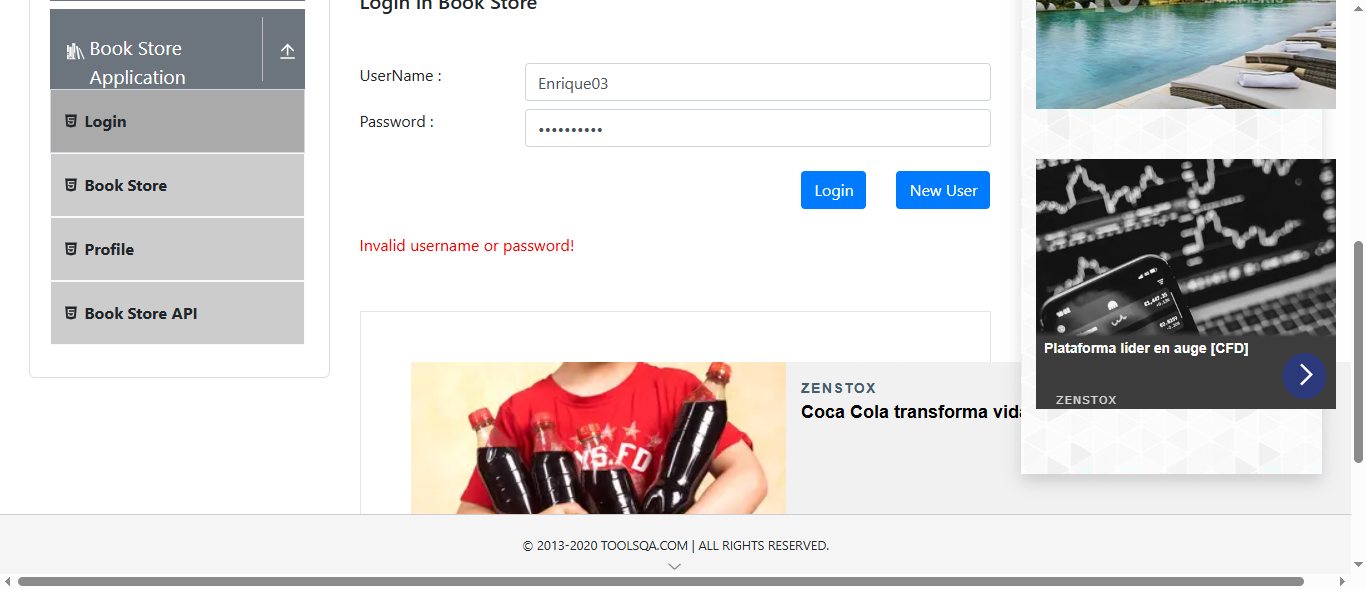 Login in Book Store
Book Store
Application
Login
Book Store
Profile
Book Store API
UserName :
Enrique03
Password :
••••••••••
Login
New User
Invalid username or password!
ZENSTOX
Coca Cola transforma vida
YS.FD
Plataforma líder en auge [CFD]
ZENSTOX
© 2013-2020 TOOLSQA.COM | ALL RIGHTS RESERVED.